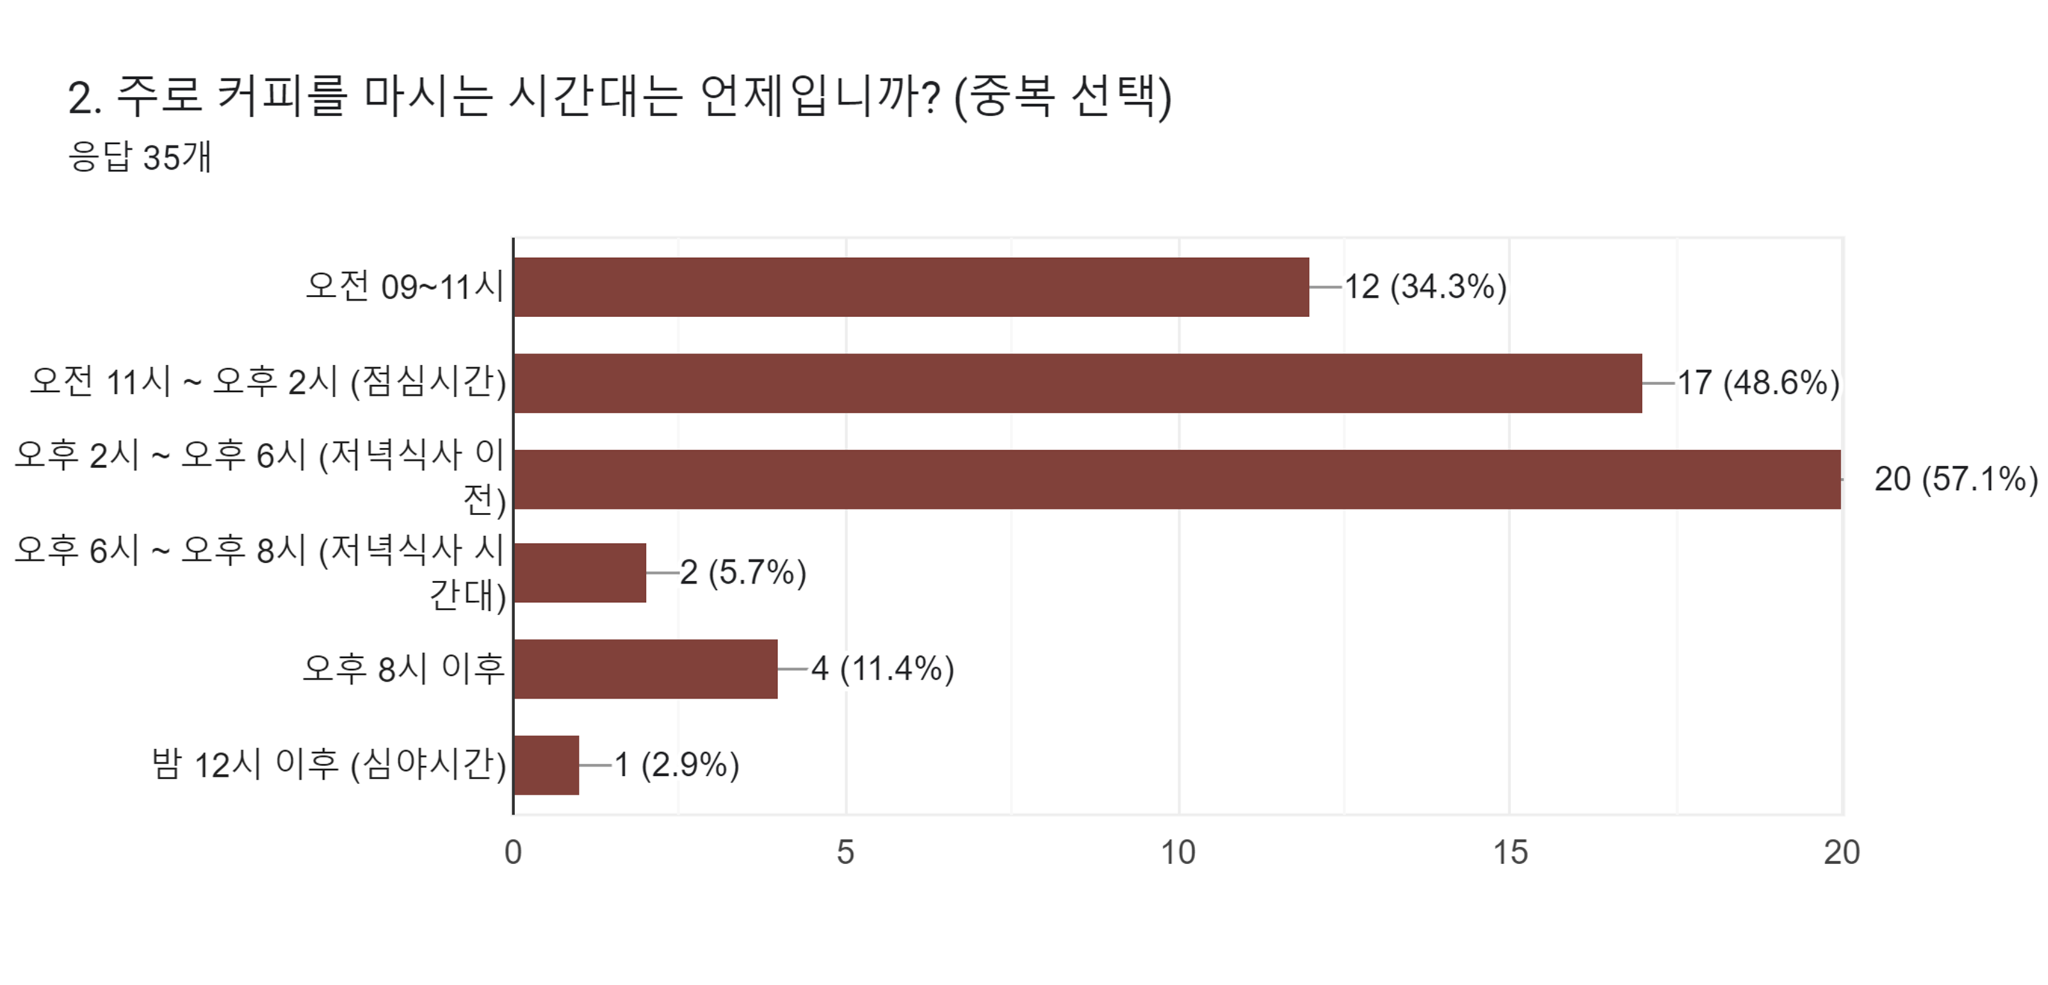 2. 주로 커피를 마시는 시간대는 언제입니까? (중복 선택)
응답 35개
오전 09~11시
12 (34.3%)
오전 11시 ~ 오후 2시 (점심시간)
17 (48.6%)
오후 2시 ~ 오후 6시 (저녁식사 이
전)
20 (57.1%)
오후 6시 ~ 오후 8시 (저녁식사 시
간대)
2 (5.7%)
오후 8시 이후
4 (11.4%)
밤 12시 이후 (심야시간)
1 (2.9%)
0 5 10 15 20